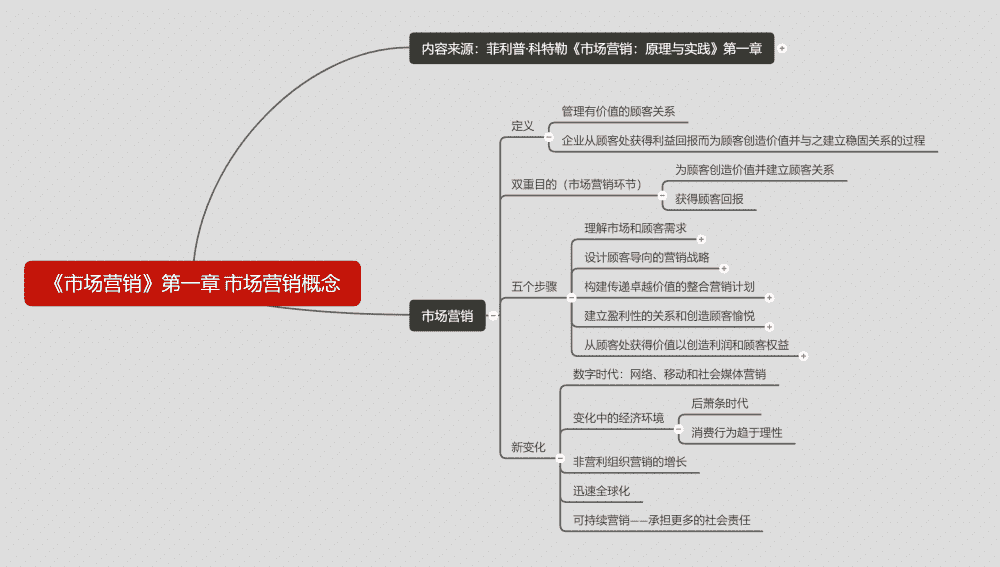 内容来源：菲利普·科特勒《市场营销：原理与实践》第一章
管理有价值的顾客关系
定义
企业从顾客处获得利益回报而为顾客创造价值并与之建立稳固关系的过程
为顾客创造价值并建立顾客关系
双重目的（市场营销环节）
获得顾客回报
理解市场和顾客需求
设计顾客导向的营销战略
《市场营销》第一章 市场营销概念
五个步骤
构建传递卓越价值的整合营销计划
市场营销
建立盈利性的关系和创造顾客愉悦
从顾客处获得价值以创造利润和顾客权益
数字时代：网络、移动和社会媒体营销
后萧条时代
变化中的经济环境
消费行为趋于理性
新变化
非营利组织营销的增长
迅速全球化
可持续营销——承担更多的社会责任